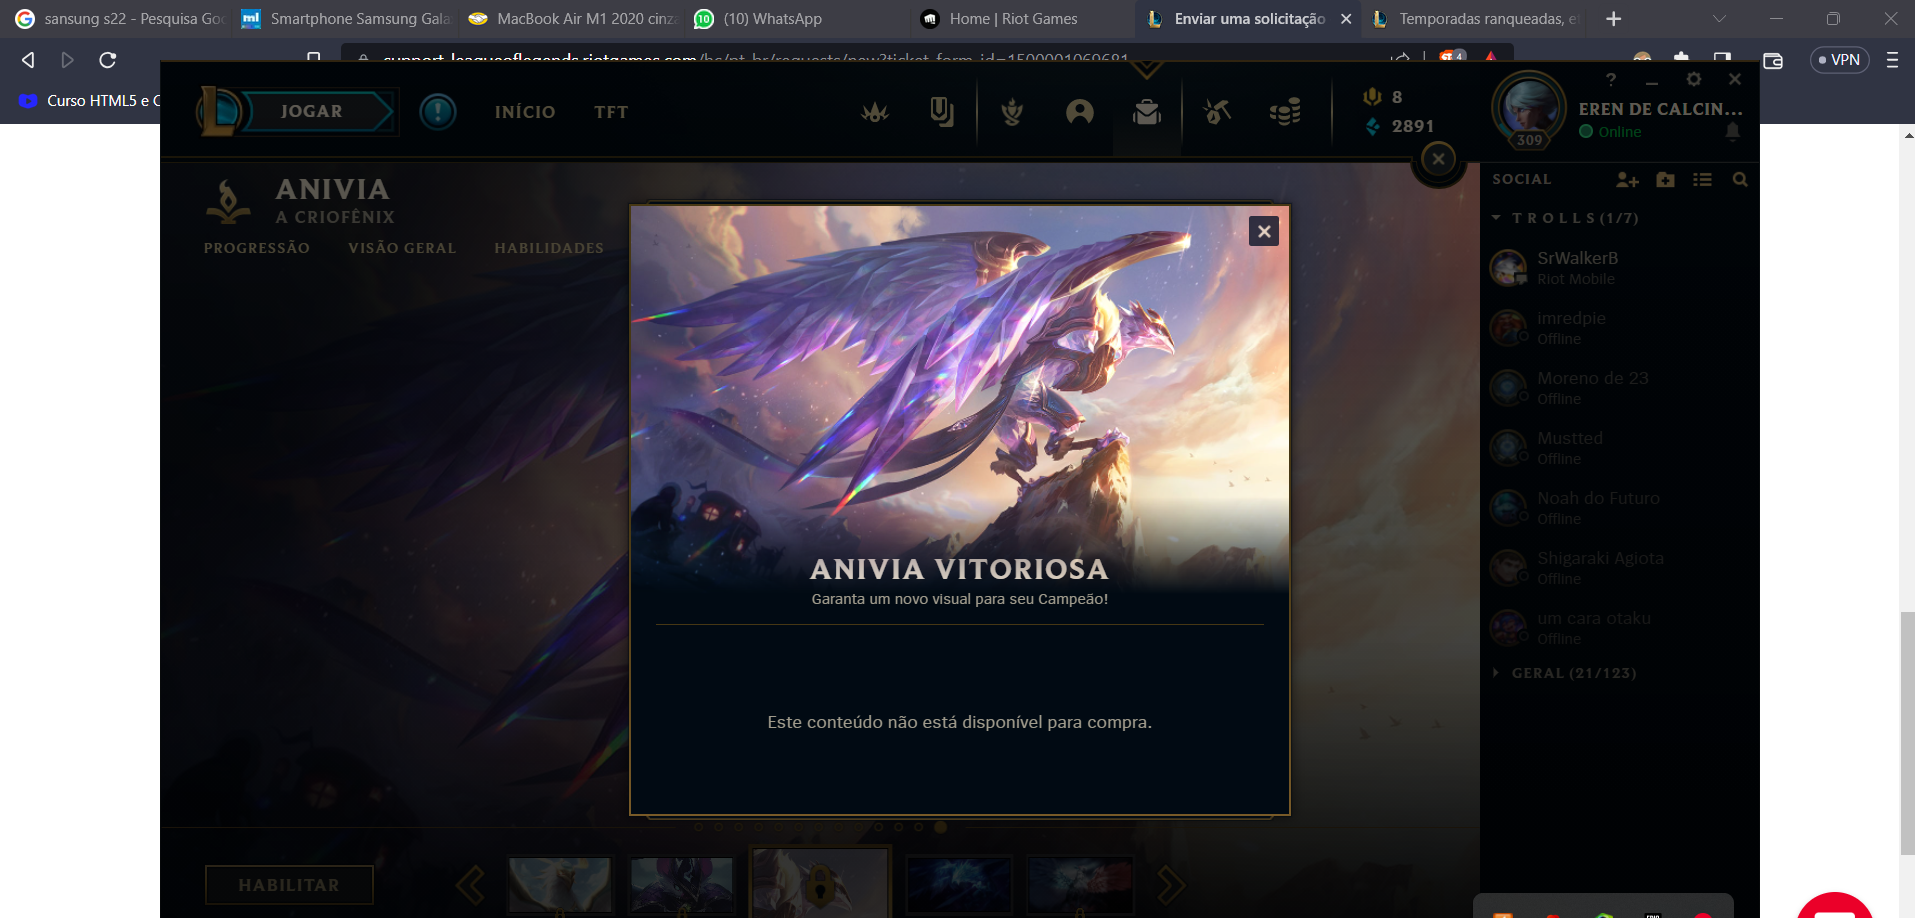 sansung s22 - Pesquisa Goo
Smartphone Samsung Gala
MacBook Air M1 2020 cinza
10
(10) WhatsApp
Home | Riot Games
Enviar uma solicitação
Temporadas ranqueadas, el
support-leagueoflegends.riotgames.com/hc/pt-br/requests/new?ticket_form_id=1500001069681
4
VPN
Curso HTML5 e C
JOGAR
INÍCIO
TFT
8
2891
EREN DE CALCIN...
Online
309
ANIVIA
A CRIOFÊNIX
PROGRESSÃO
VISÃO GERAL
HABILIDADES
SOCIAL
TROLLS (1/7)
SrWalkerB
Riot Mobile
imredpie
Offline
Moreno de 23
Offline
Mustted
Offline
Noah do Futuro
Offline
Shigaraki Agiota
Offline
um cara otaku
Offline
GERAL (21/123)
ANIVIA VITORIOSA
Garanta um novo visual para seu Campeão!
Este conteúdo não está disponível para compra.
HABILITAR